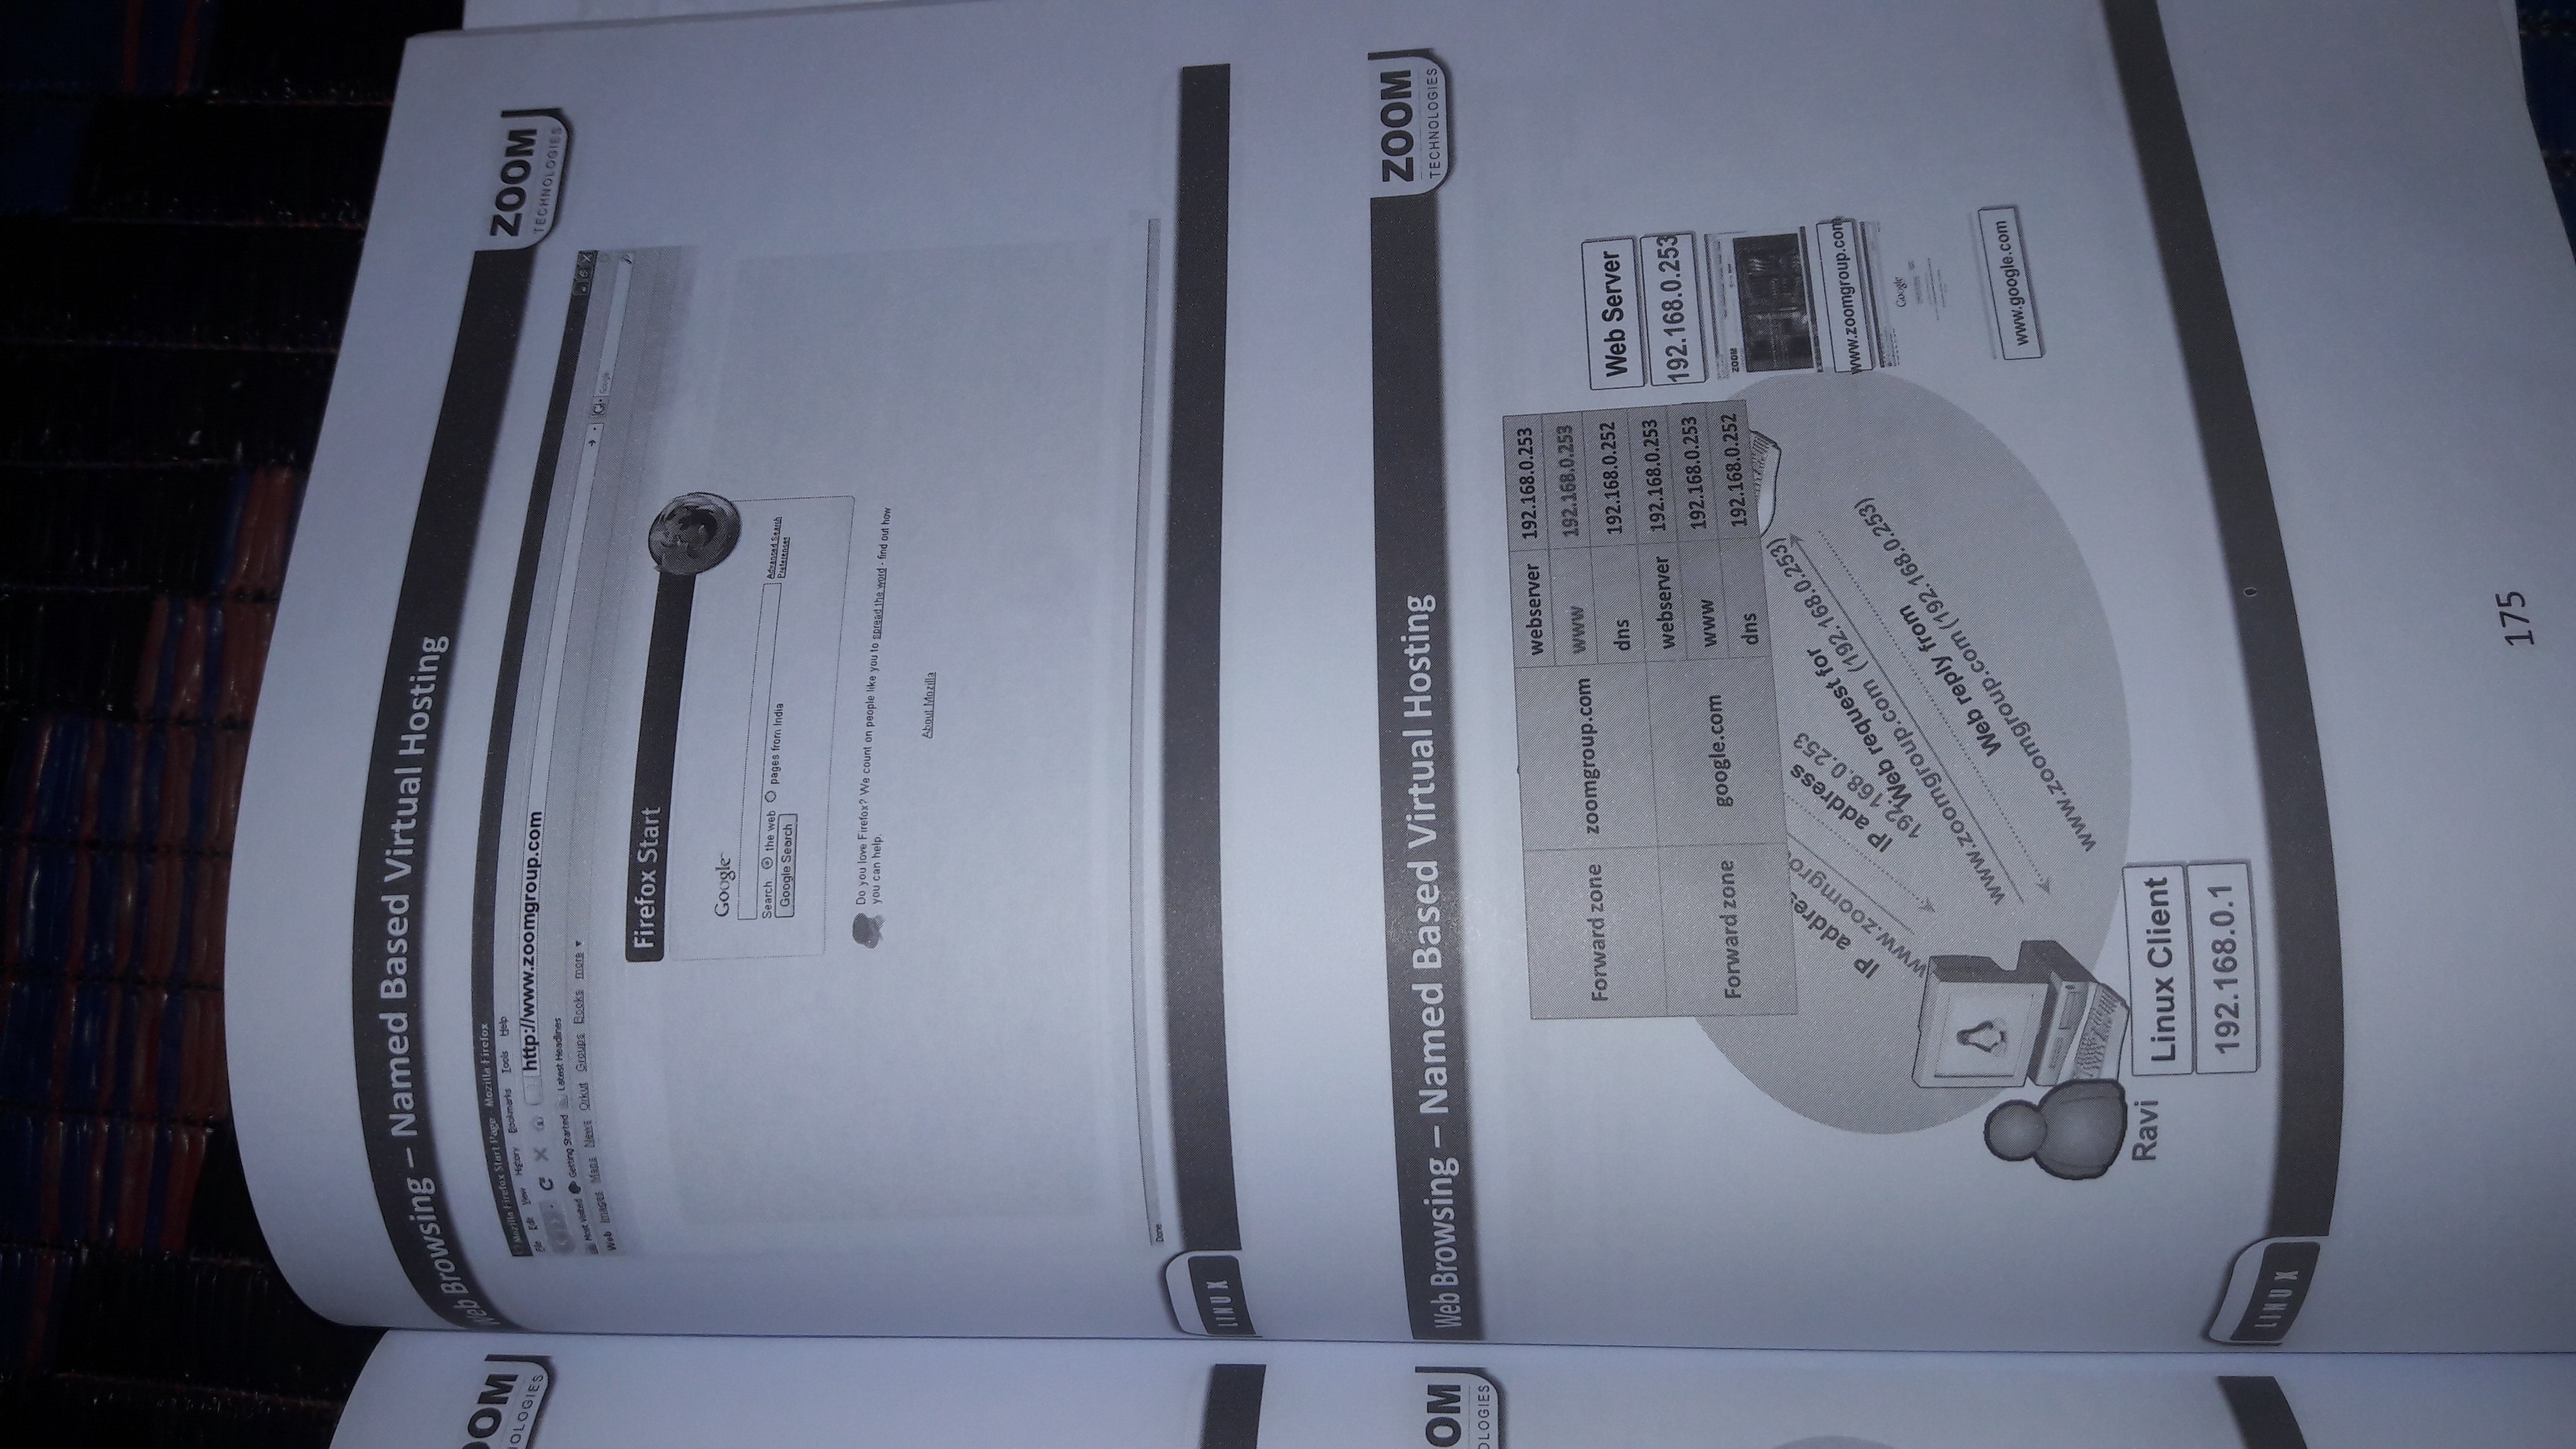 OOM
OLOGIES
Web Browsing – Named Based Virtual Hosting
ZOOM
TECHNOLOGIES
Mozilla Firefox Start Page - Mozilla Firefox
File Edit View History Bookmarks Tools Help
http://www.zoomgroup.com
Google
Most Visited Getting Started Latest Headlines
Web Images Maps News Orkut Groups Books more ▾
Firefox Start
Google
Search: the web pages from India
Advanced Search
Preferences
Google Search
Do you love Firefox? We count on people like you to spread the word - find out how
you can help.
About Mozilla
Done
LINUX
OM
OLOGIES
Web Browsing – Named Based Virtual Hosting
ZOOM
TECHNOLOGIES
Forward zone zoomgroup.com webserver 192.168.0.253
www 192.168.0.253
dns 192.168.0.252
Forward zone google.com webserver 192.168.0.253
www 192.168.0.253
dns 192.168.0.252
Web Server
192.168.0.253
ZOOM
www.zoomgroup.com
Google
www.google.com
IP addres
www.zoomgro
IP address
192.168.0.253
Web request for
www.zoomgroup.com (192.168.0.253)
Web reply from
www.zoomgroup.com (192.168.0.253)
Ravi
Linux Client
192.168.0.1
LINUX
175